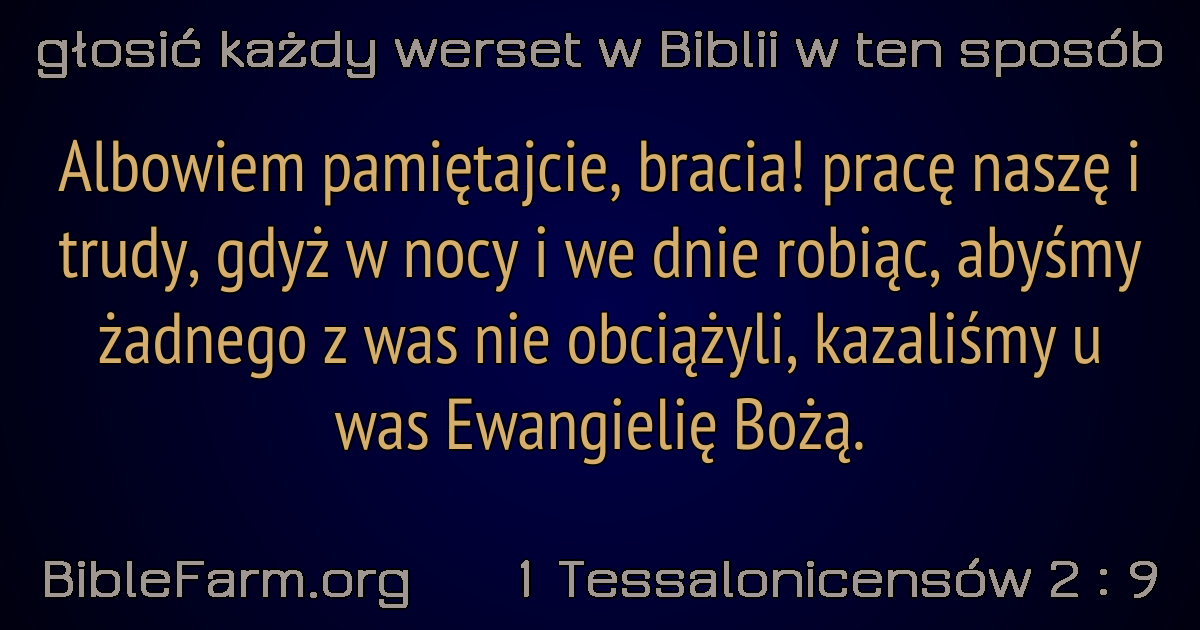 głosić każdy werset w Biblii w ten sposób
Albowiem pamiętajcie, bracia! pracę naszę i
trudy, gdyż w nocy i we dnie robiąc, abyśmy
żadnego z was nie obciążyli, kazaliśmy u
was Ewangielię Bożą.
BibleFarm.org 1 Tessalonicensów 2 : 9